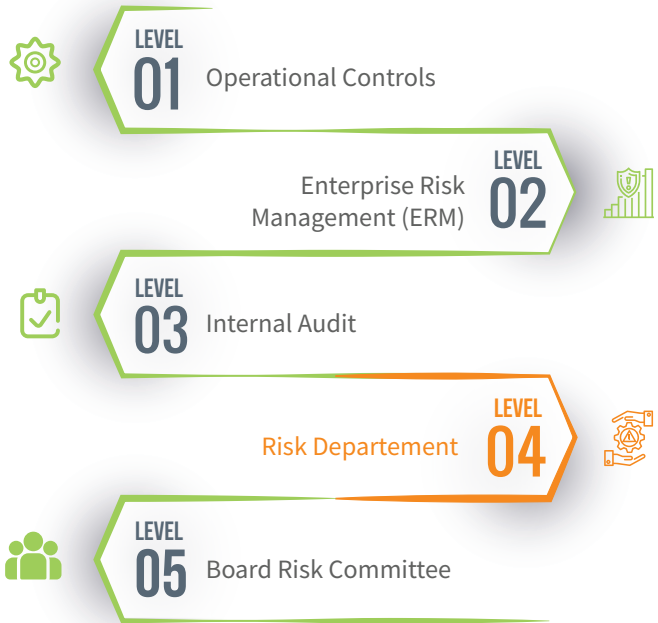 LEVEL
01
Operational Controls
LEVEL
02
Enterprise Risk
Management (ERM)
LEVEL
03
Internal Audit
LEVEL
04
Risk Departement
LEVEL
05
Board Risk Committee